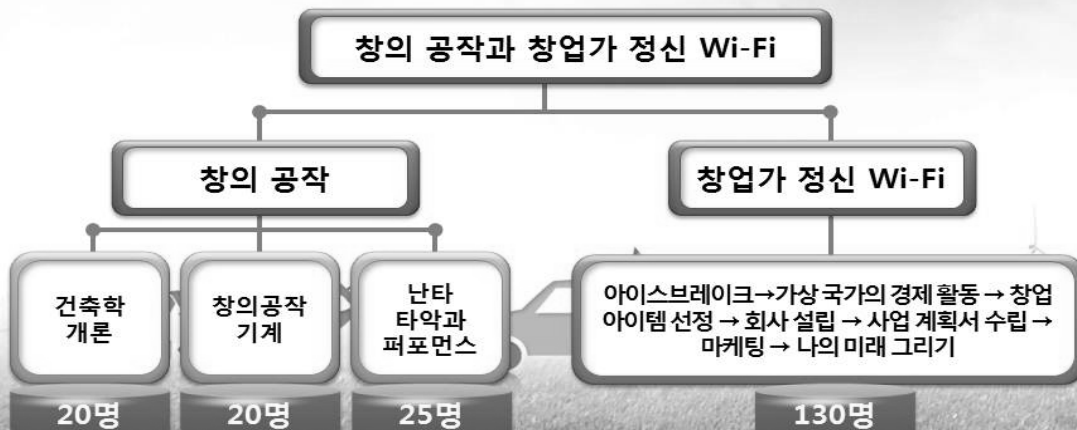 창의 공작과 창업가 정신 Wi-Fi
창의 공작
창업가 정신 Wi-Fi
건축학
개론
창의공작
기계
난타
타악과
퍼포먼스
아이스브레이크→가상 국가의 경제 활동 → 창업
아이템 선정 → 회사 설립 → 사업 계획서 수립 →
마케팅 → 나의 미래 그리기
20명
20명
25명
130명